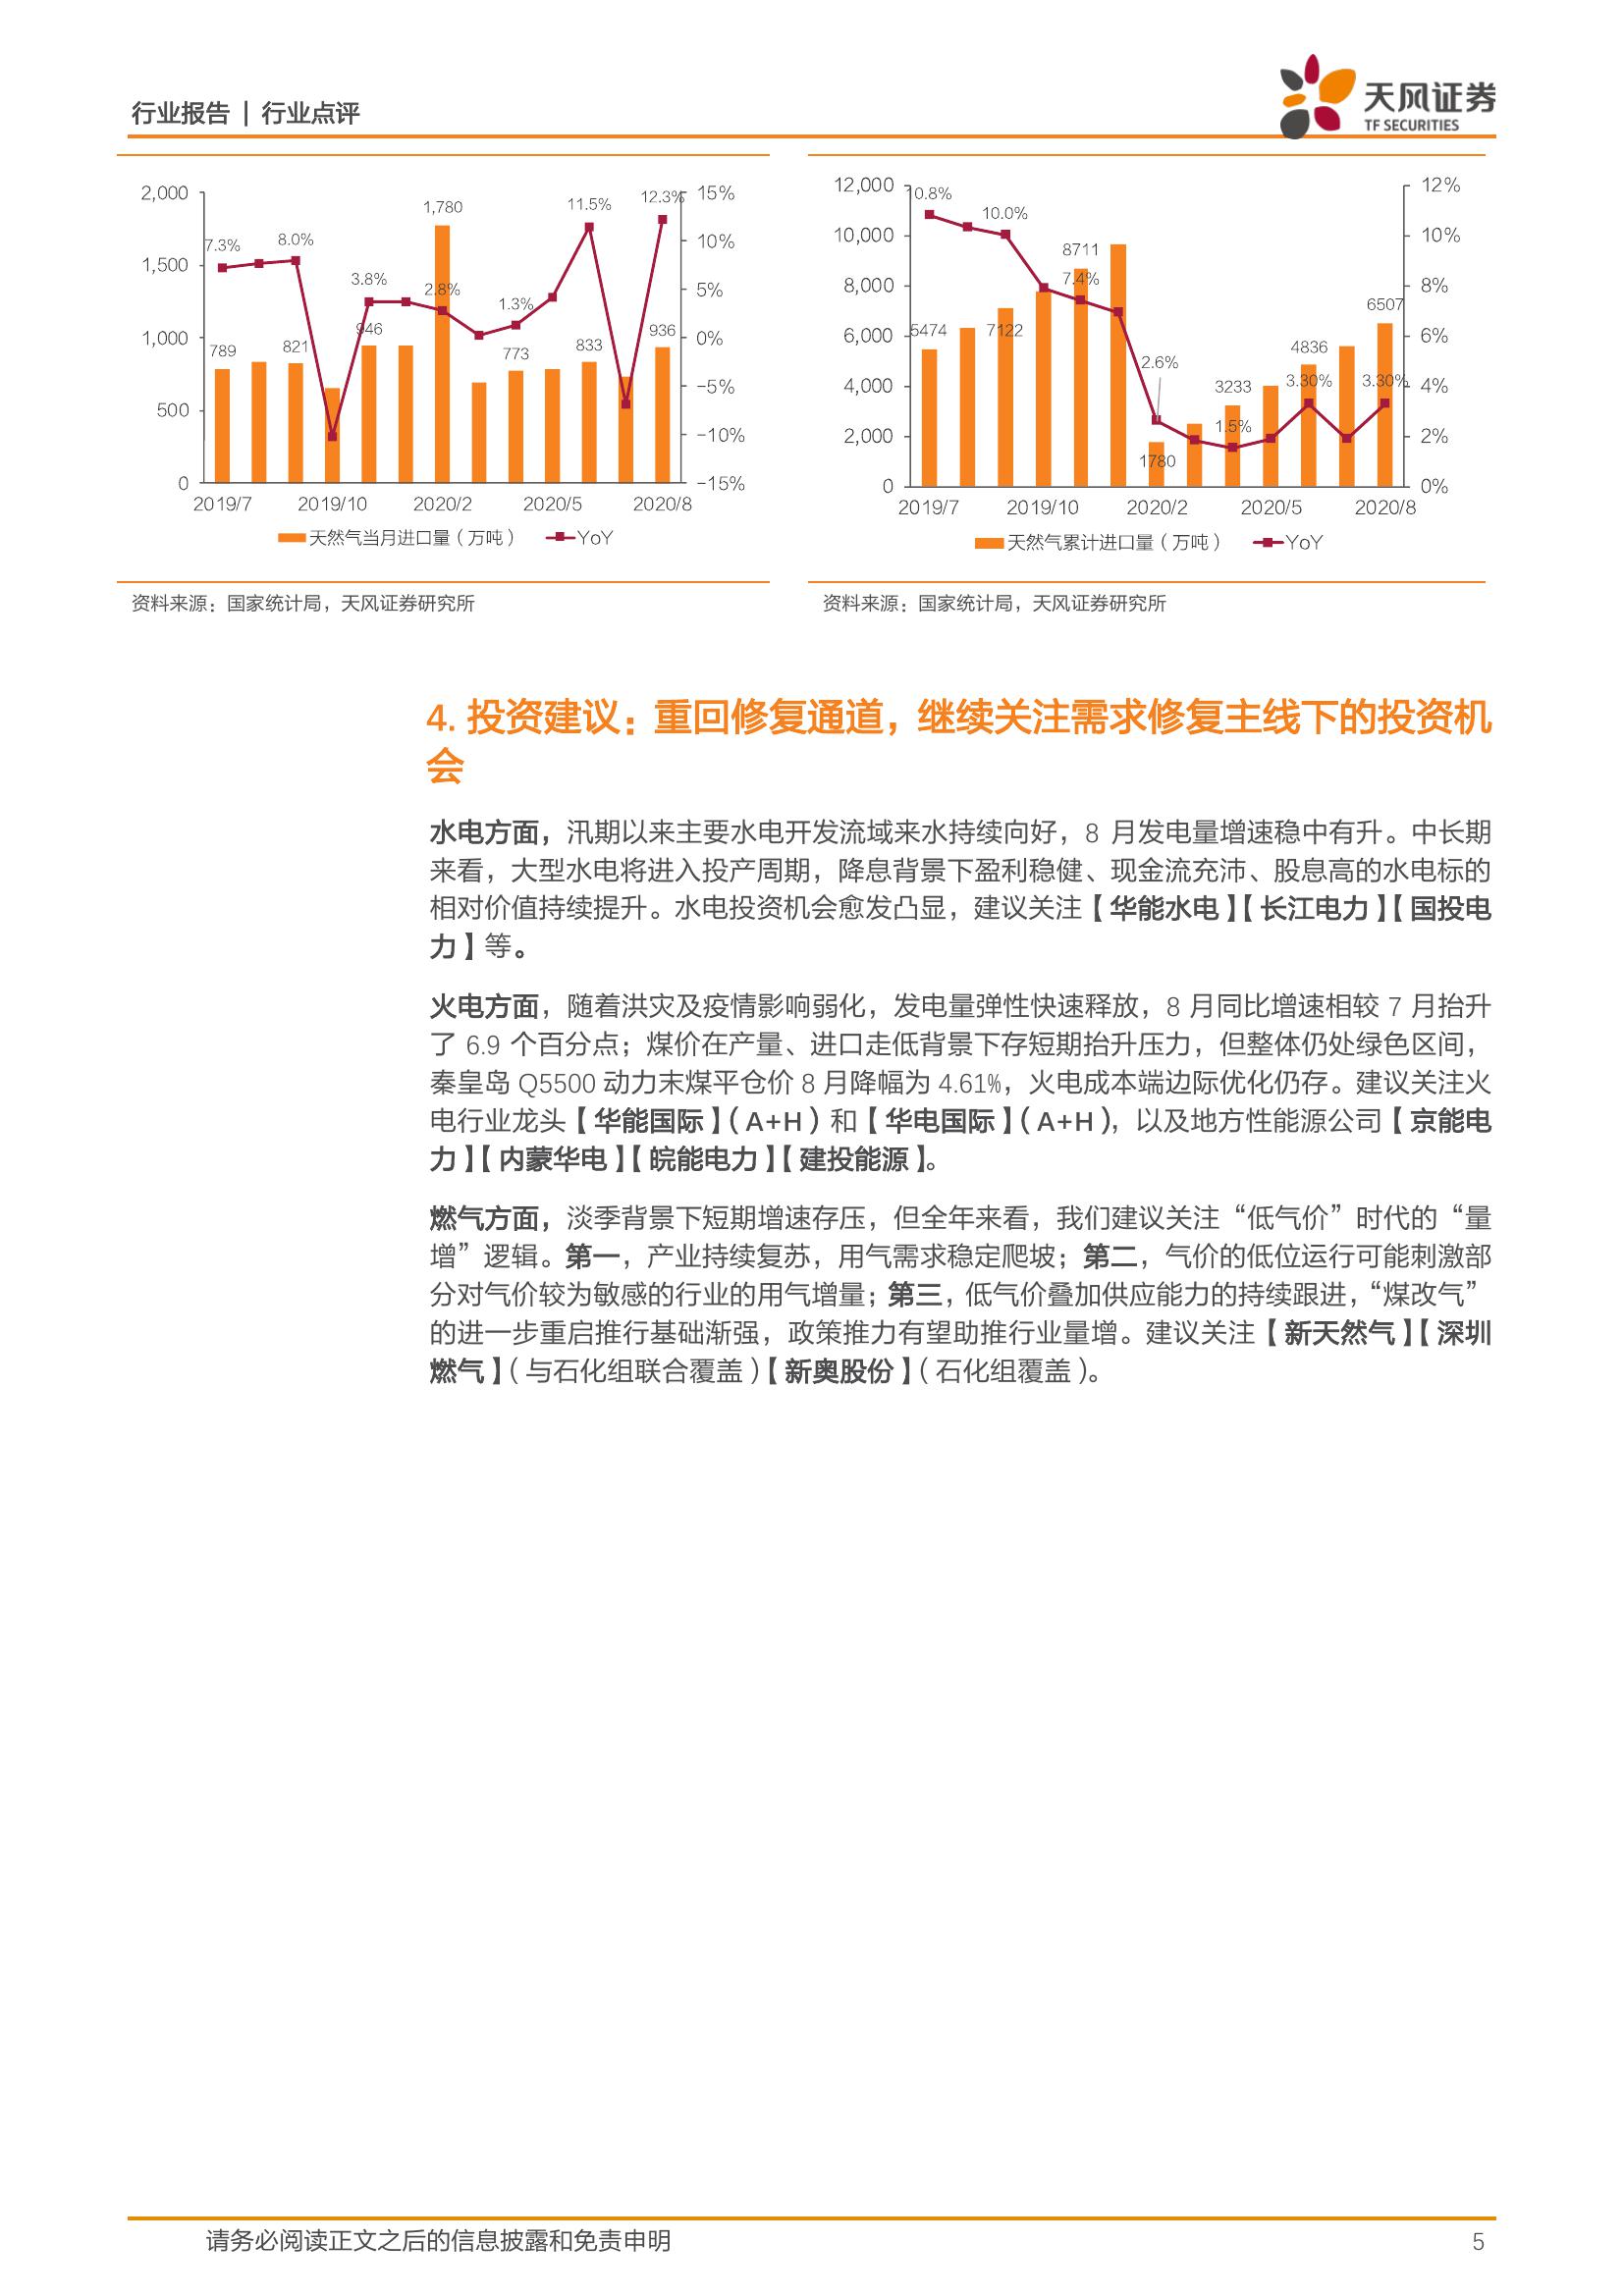 行业报告 | 行业点评
天风证券
TF SECURITIES
2,000
1,500
1,000
500
0
15%
10%
5%
0%
-5%
-10%
-15%
7.3%
8.0%
3.8%
2.8%
1.3%
11.5%
12.3%
789
821
946
1,780
773
833
936
2019/7
2019/10
2020/2
2020/5
2020/8
天然气当月进口量（万吨）
YoY
12,000
10,000
8,000
6,000
4,000
2,000
0
12%
10%
8%
6%
4%
2%
0%
0.8%
10.0%
7.4%
2.6%
1.5%
3.30%
3.30%
5474
7122
8711
1780
3233
4836
6507
2019/7
2019/10
2020/2
2020/5
2020/8
天然气累计进口量（万吨）
YoY
资料来源：国家统计局，天风证券研究所
资料来源：国家统计局，天风证券研究所
4. 投资建议：重回修复通道，继续关注需求修复主线下的投资机
会
水电方面，汛期以来主要水电开发流域来水持续向好，8 月发电量增速稳中有升。中长期
来看，大型水电将进入投产周期，降息背景下盈利稳健、现金流充沛、股息高的水电标的
相对价值持续提升。水电投资机会愈发凸显，建议关注【华能水电】【长江电力】【国投电
力】等。
火电方面，随着洪灾及疫情影响弱化，发电量弹性快速释放，8 月同比增速相较 7 月抬升
了 6.9 个百分点；煤价在产量、进口走低背景下存短期抬升压力，但整体仍处绿色区间，
秦皇岛 Q5500 动力末煤平仓价 8 月降幅为 4.61%，火电成本端边际优化仍存。建议关注火
电行业龙头【华能国际】（A+H）和【华电国际】（A+H），以及地方性能源公司【京能电
力】【内蒙华电】【皖能电力】【建投能源】。
燃气方面，淡季背景下短期增速存压，但全年来看，我们建议关注“低气价”时代的“量
增”逻辑。第一，产业持续复苏，用气需求稳定爬坡；第二，气价的低位运行可能刺激部
分对气价较为敏感的行业的用气增量；第三，低气价叠加供应能力的持续跟进，“煤改气”
的进一步重启推行基础渐强，政策推力有望助推行业量增。建议关注【新天然气】【深圳
燃气】（与石化组联合覆盖）【新奥股份】（石化组覆盖）。
请务必阅读正文之后的信息披露和免责申明
5